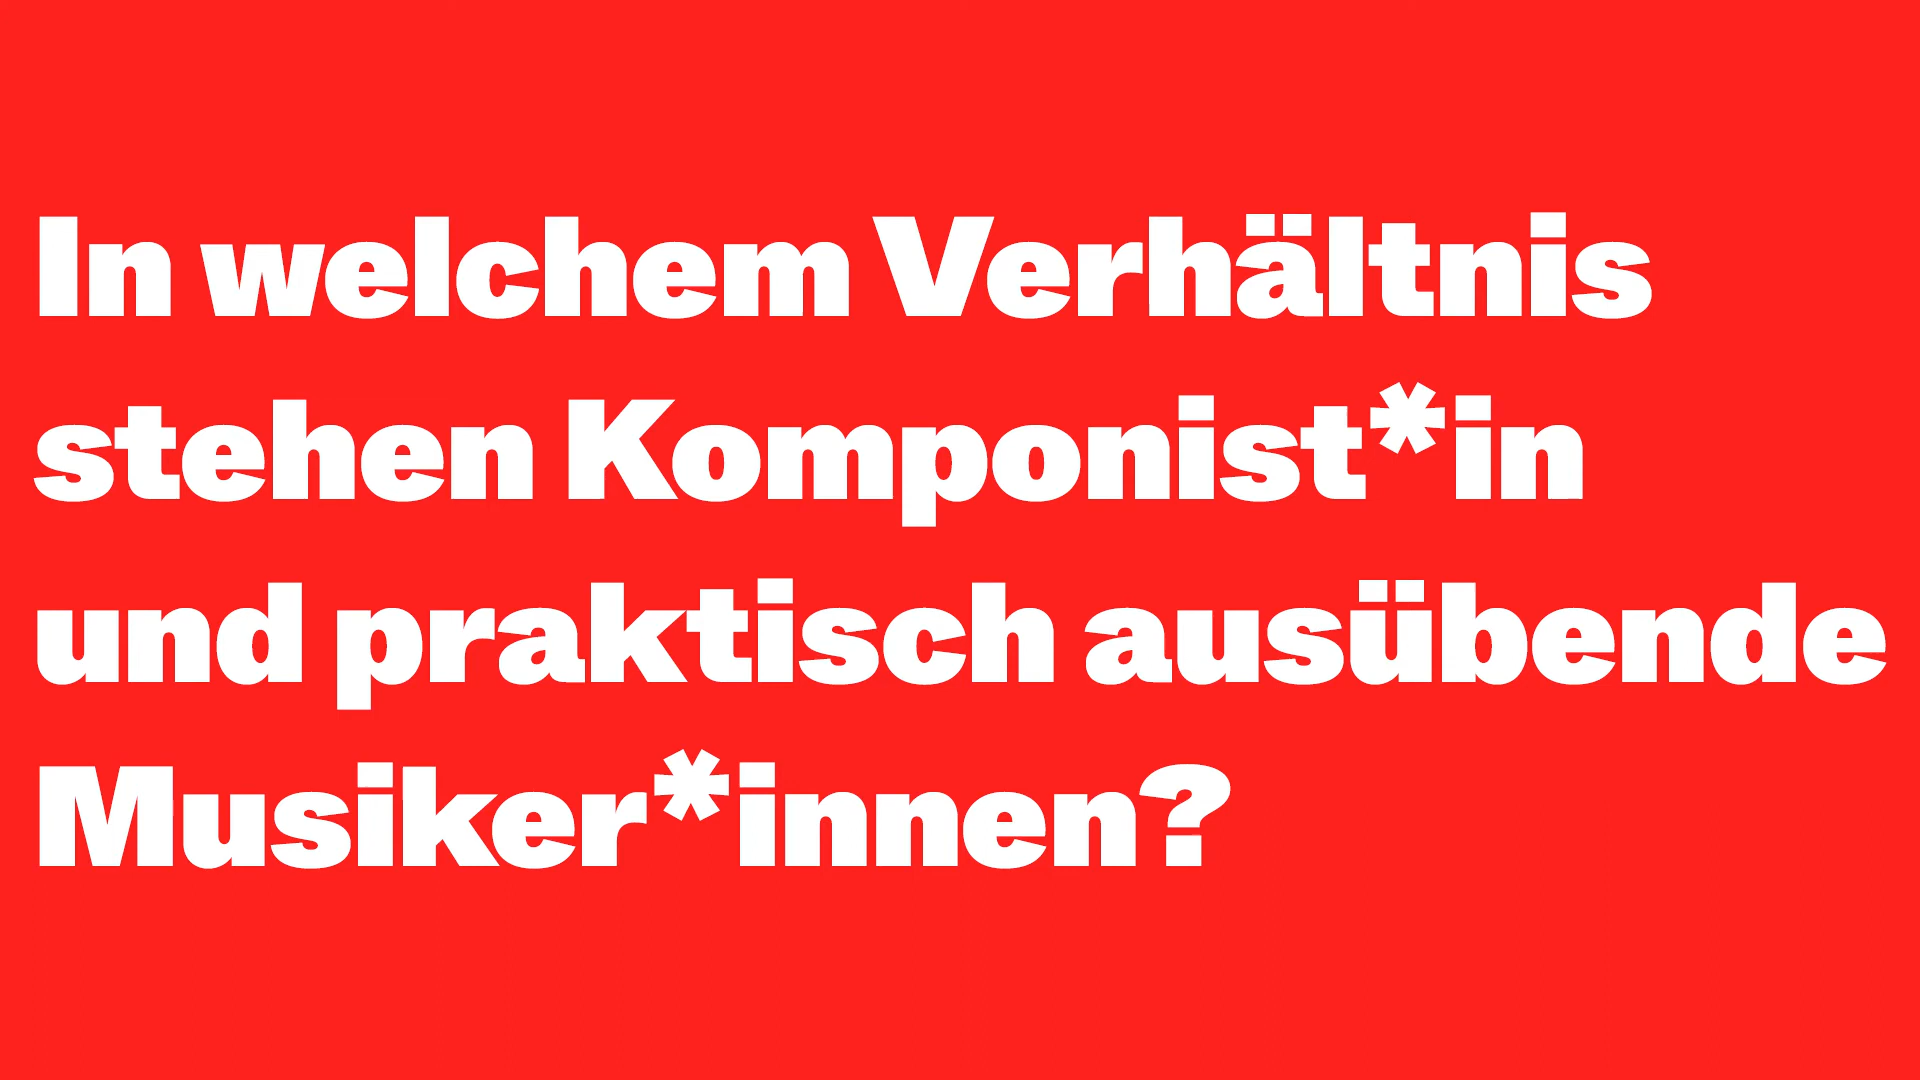 In welchem Verhältnis
stehen Komponist*in
und praktisch ausübende
Musiker*innen?